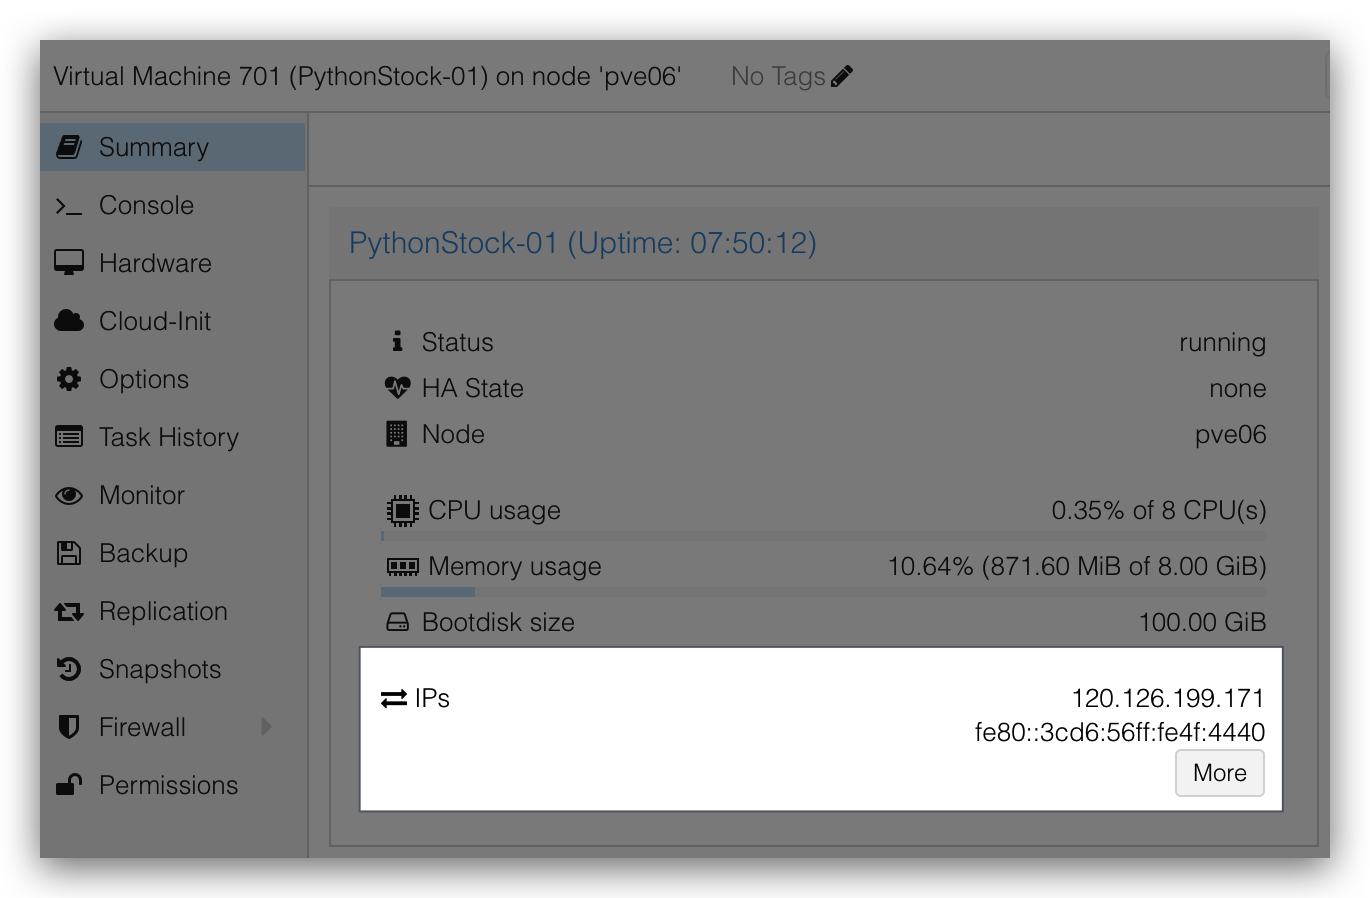 Virtual Machine 701 (PythonStock-01) on node 'pve06' No Tags
Summary
Console
Hardware
Cloud-Init
Options
Task History
Monitor
Backup
Replication
Snapshots
Firewall
Permissions
PythonStock-01 (Uptime: 07:50:12)
Status running
HA State none
Node pve06
CPU usage 0.35% of 8 CPU(s)
Memory usage 10.64% (871.60 MiB of 8.00 GiB)
Bootdisk size 100.00 GiB
IPs 120.126.199.171
fe80::3cd6:56ff:fe4f:4440
More